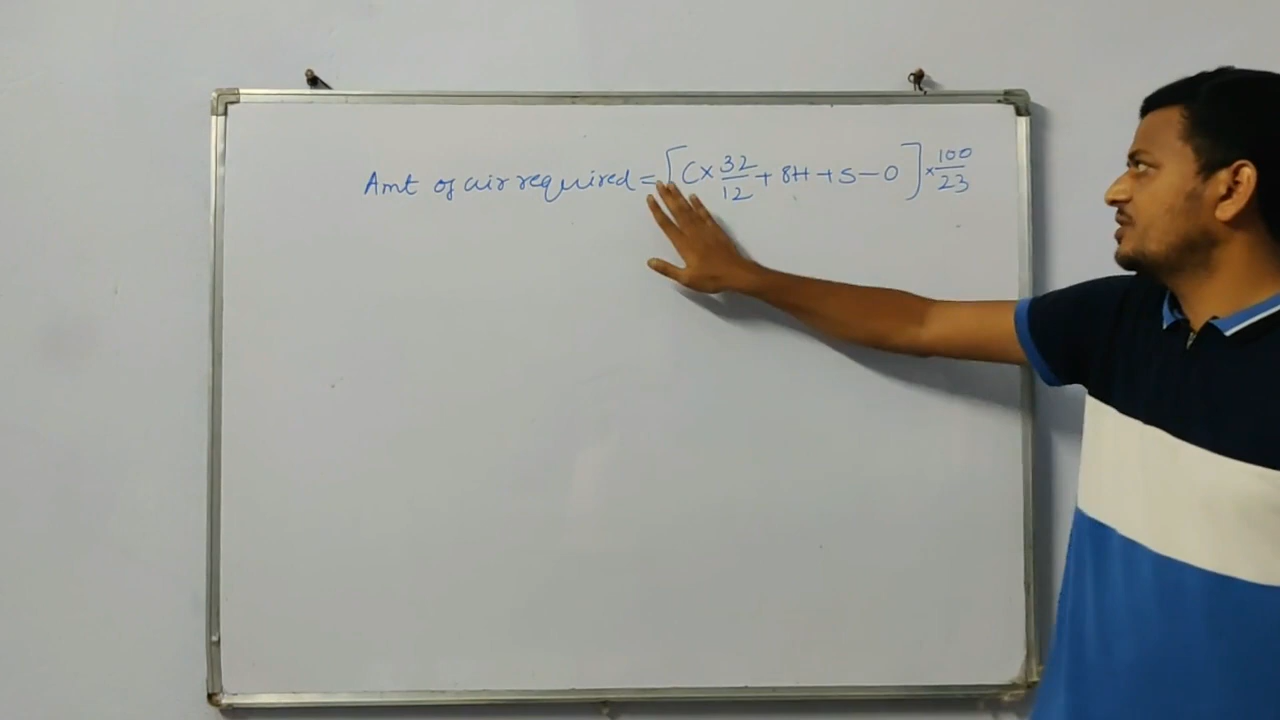 Amt of air required = [C × 32/12 + 8H + S − O] × 100/23